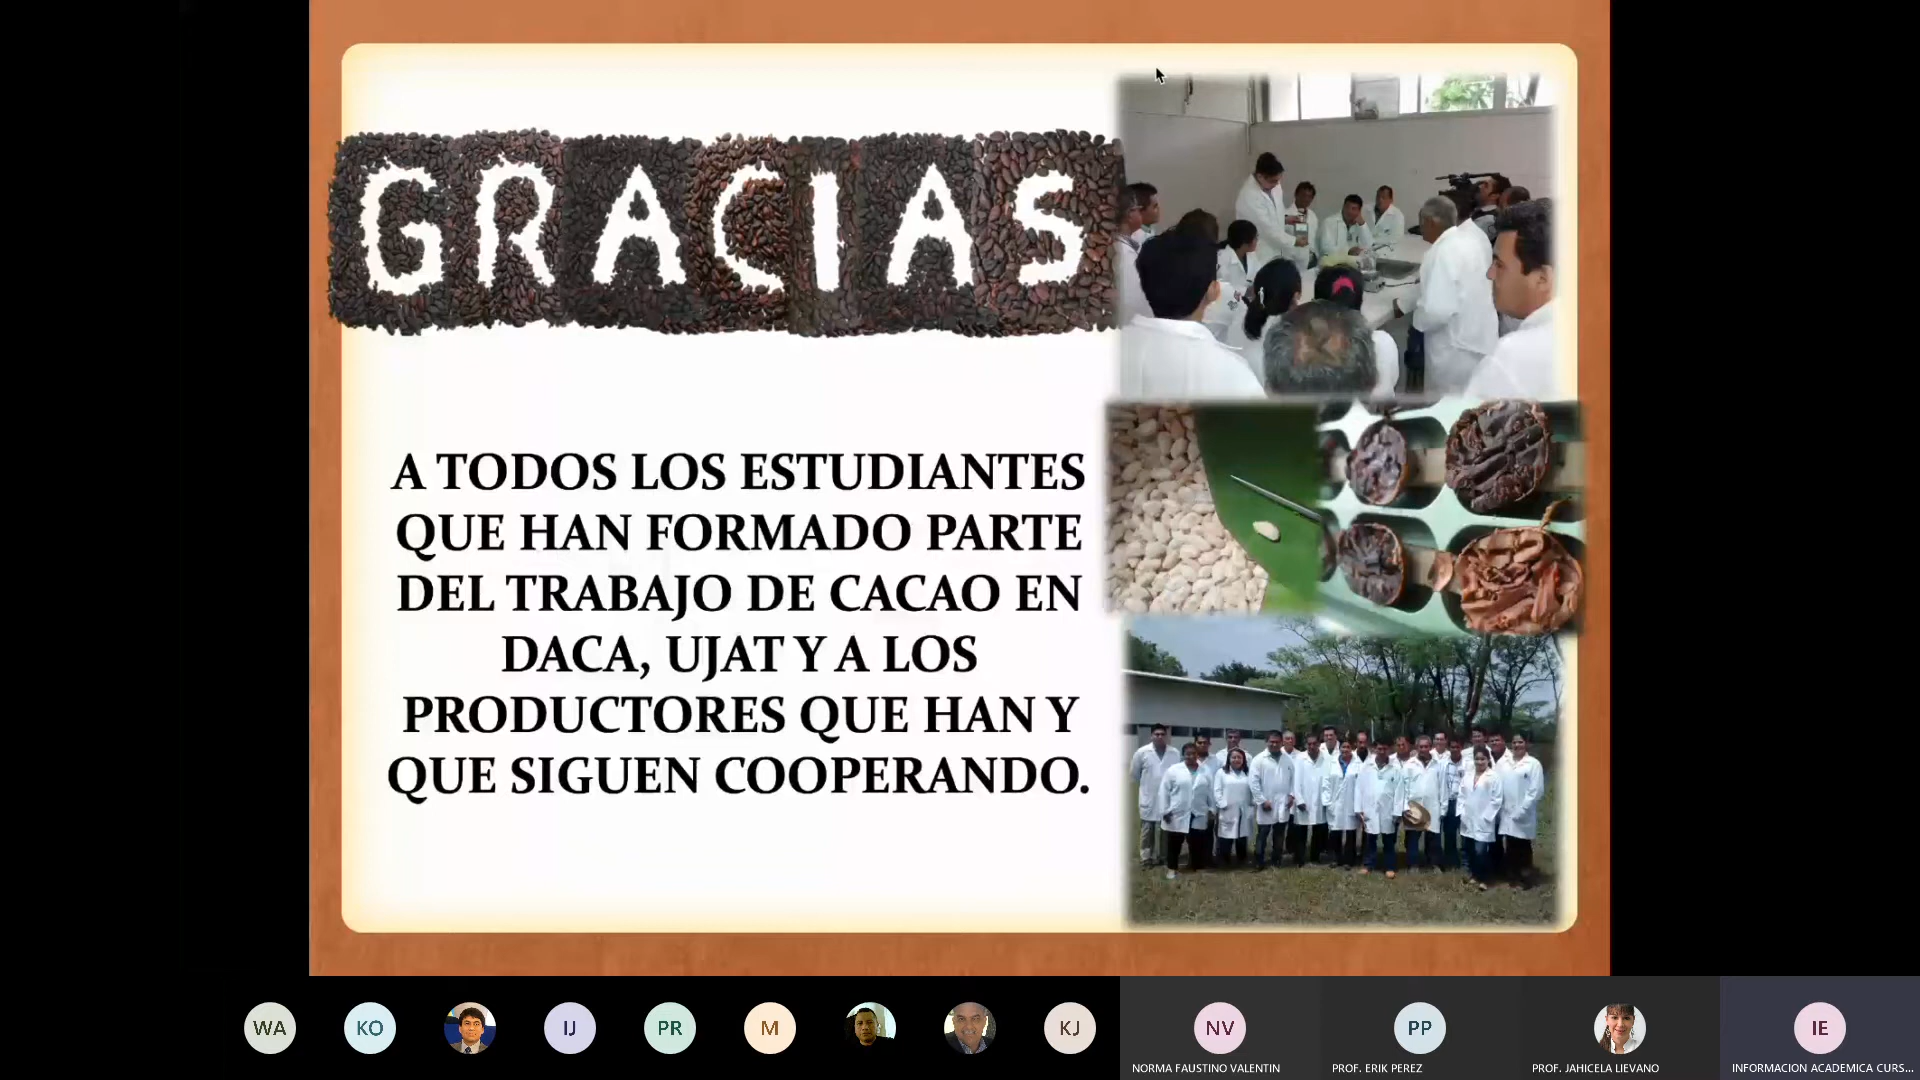 GRACIAS
A TODOS LOS ESTUDIANTES
QUE HAN FORMADO PARTE
DEL TRABAJO DE CACAO EN
DACA, UJAT Y A LOS
PRODUCTORES QUE HAN Y
QUE SIGUEN COOPERANDO.
WA
KO
IJ
PR
M
KJ
NV
PP
IE
NORMA FAUSTINO VALENTIN
PROF. ERIK PEREZ
PROF. JAHICELA LIEVANO
INFORMACION ACADEMICA CURS...